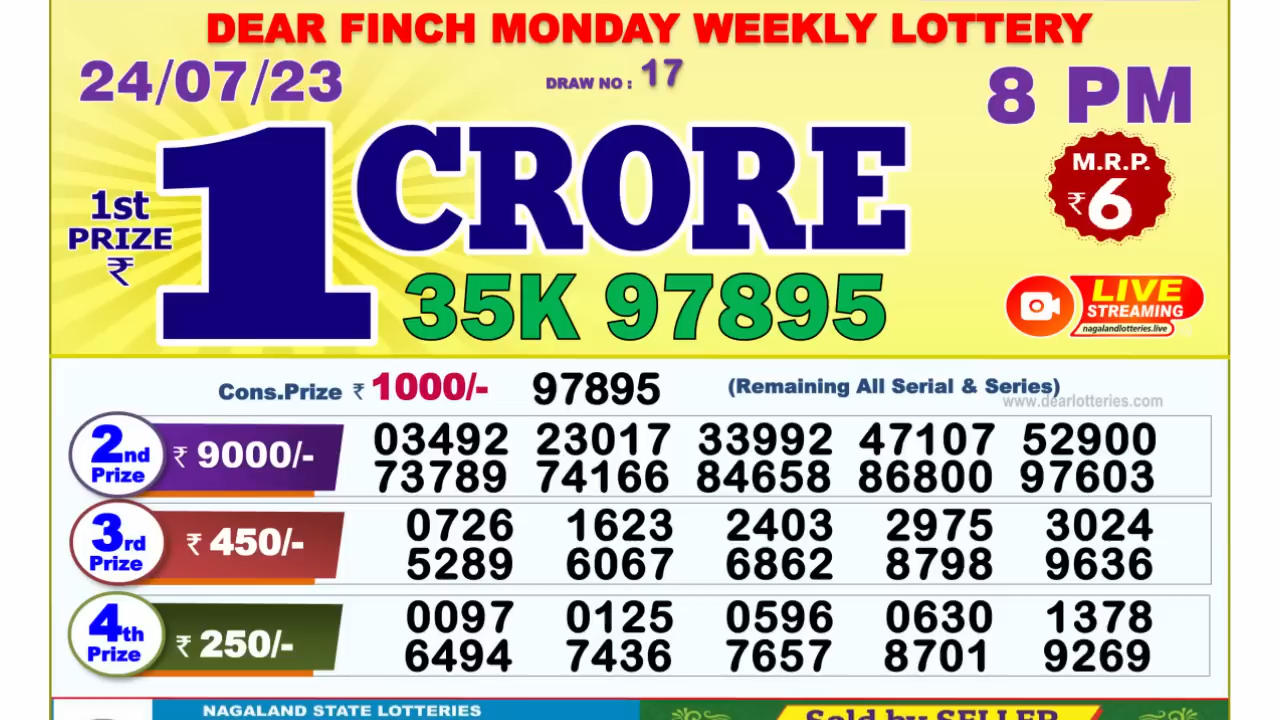 DEAR FINCH MONDAY WEEKLY LOTTERY
24/07/23
DRAW NO : 17
8 PM
1st PRIZE ₹
1 CRORE
M.R.P. ₹ 6
35K 97895
LIVE STREAMING
nagalandlotteries.live
Cons.Prize ₹ 1000/- 97895 (Remaining All Serial & Series)
www.dearlotteries.com
2nd Prize ₹ 9000/-
03492 23017 33992 47107 52900
73789 74166 84658 86800 97603
3rd Prize ₹ 450/-
0726 1623 2403 2975 3024
5289 6067 6862 8798 9636
4th Prize ₹ 250/-
0097 0125 0596 0630 1378
6494 7436 7657 8701 9269
NAGALAND STATE LOTTERIES
Sold by SELLER